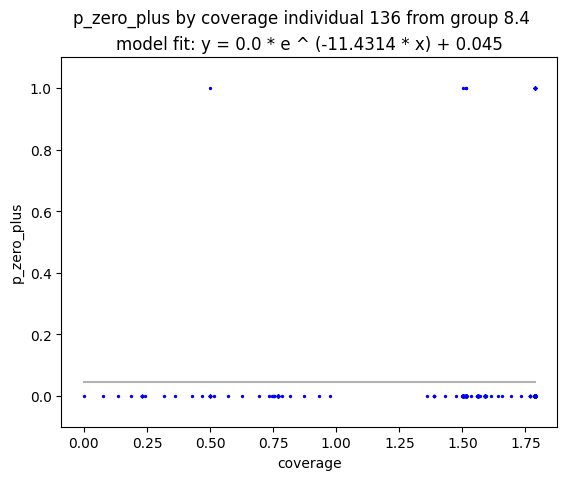 p_zero_plus by coverage individual 136 from group 8.4
model fit: y = 0.0 * e ^ (-11.4314 * x) + 0.045
1.0
0.8
0.6
0.4
0.2
0.0
p_zero_plus
0.00 0.25 0.50 0.75 1.00 1.25 1.50 1.75
coverage